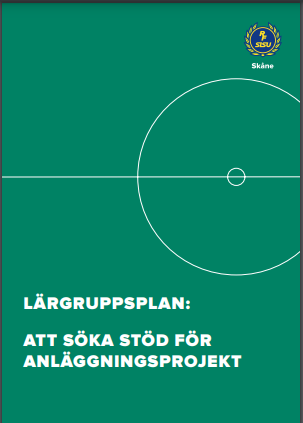 RF
SISU
Skåne
LÄRGRUPPSPLAN:
ATT SÖKA STÖD FÖR
ANLÄGGNINGSPROJEKT